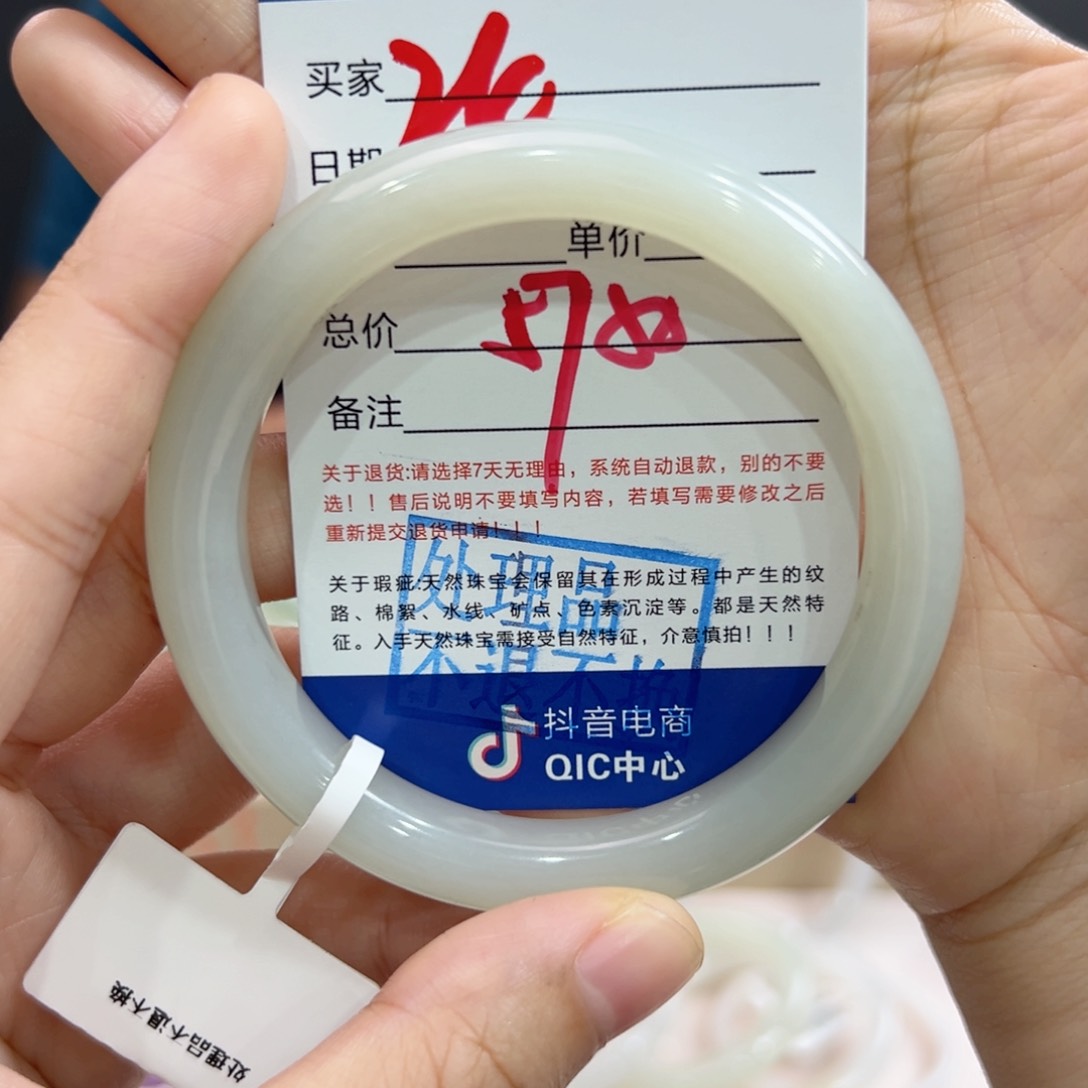 买家
日期
单价
总价
备注
关于退货:请选择7天无理由，系统自动退款，别的不要
选！！售后说明不要填写内容，若填写需要修改之后
重新提交退货申请！！！
处理品
不退不换
关于瑕疵:天然珠宝会保留其在形成过程中产生的纹
路、棉絮、水线、矿点、色素沉淀等。都是天然特
征。入手天然珠宝需接受自然特征，介意慎拍！！！
抖音电商
QIC中心
处理品不退不换